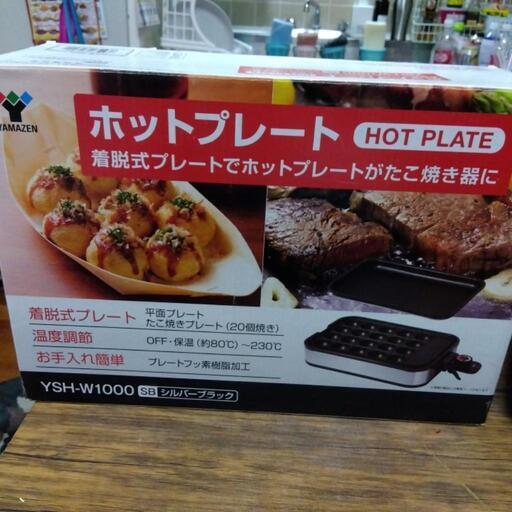 YAMAZEN
ホットプレート HOT PLATE
着脱式プレートでホットプレートがたこ焼き器に
着脱式プレート 平面プレート
たこ焼きプレート(20個焼き)
温度調節 OFF・保温(約80℃)～230℃
お手入れ簡単 プレートフッ素樹脂加工
YSH-W1000 SB シルバーブラック